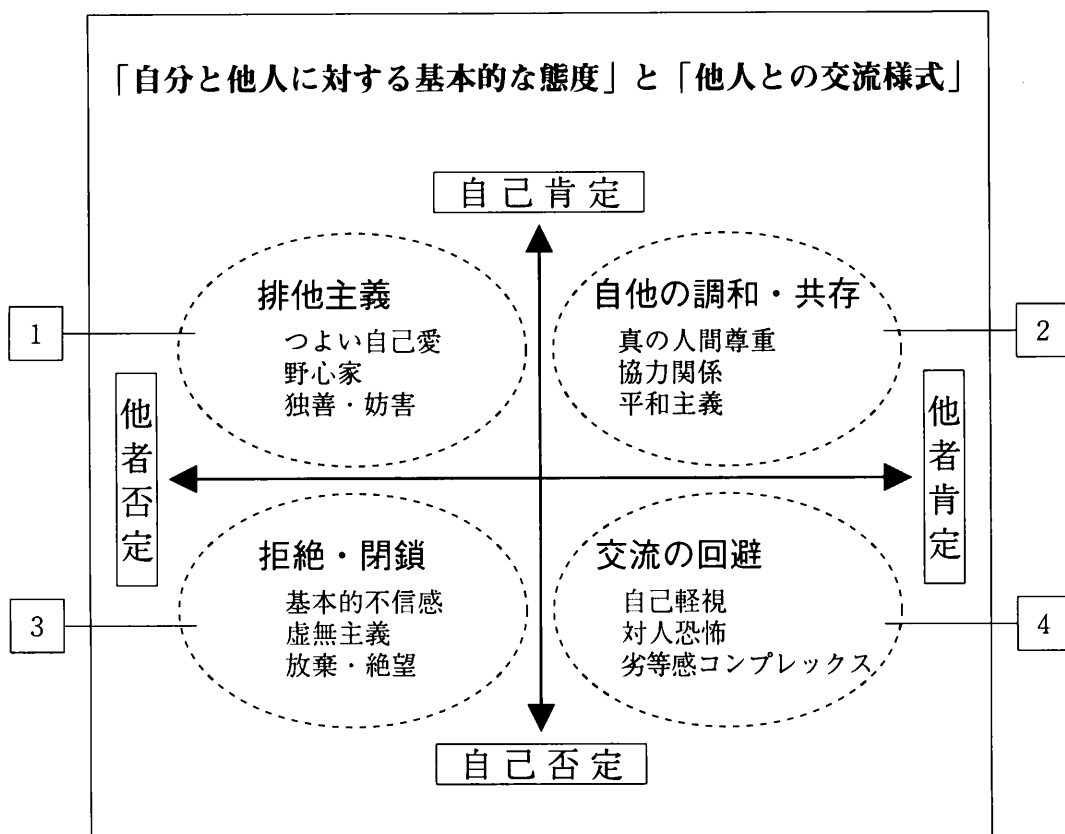 「自分と他人に対する基本的な態度」と「他人との交流様式」
自己肯定
排他主義
つよい自己愛
野心家
独善・妨害
自他の調和・共存
真の人間尊重
協力関係
平和主義
1
2
他者否定
他者肯定
拒絶・閉鎖
基本的不信感
虚無主義
放棄・絶望
交流の回避
自己軽視
対人恐怖
劣等感コンプレックス
3
4
自己否定